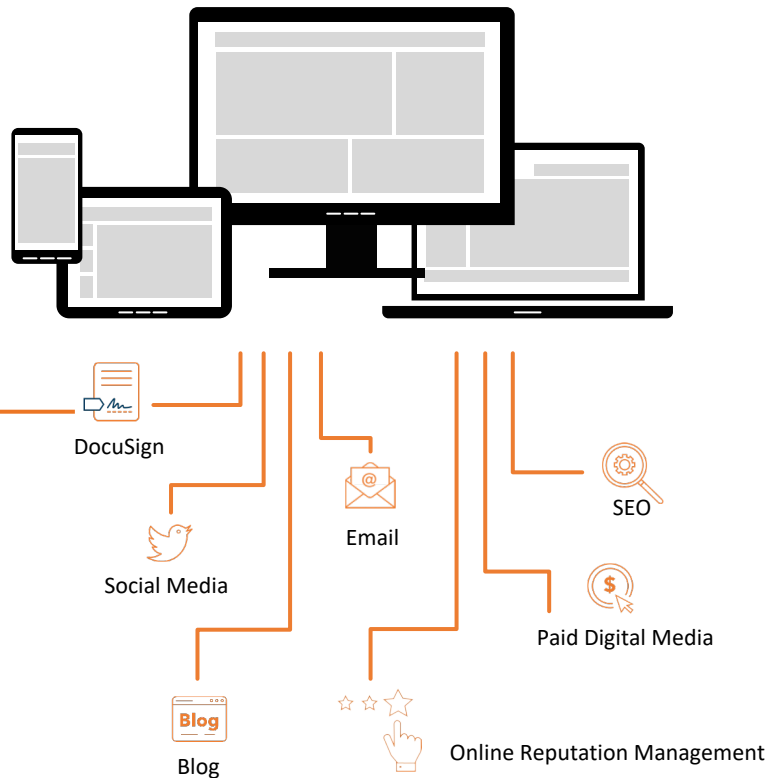 DocuSign
SEO
Email
@
Social Media
$
Paid Digital Media
Blog
Online Reputation Management
Blog